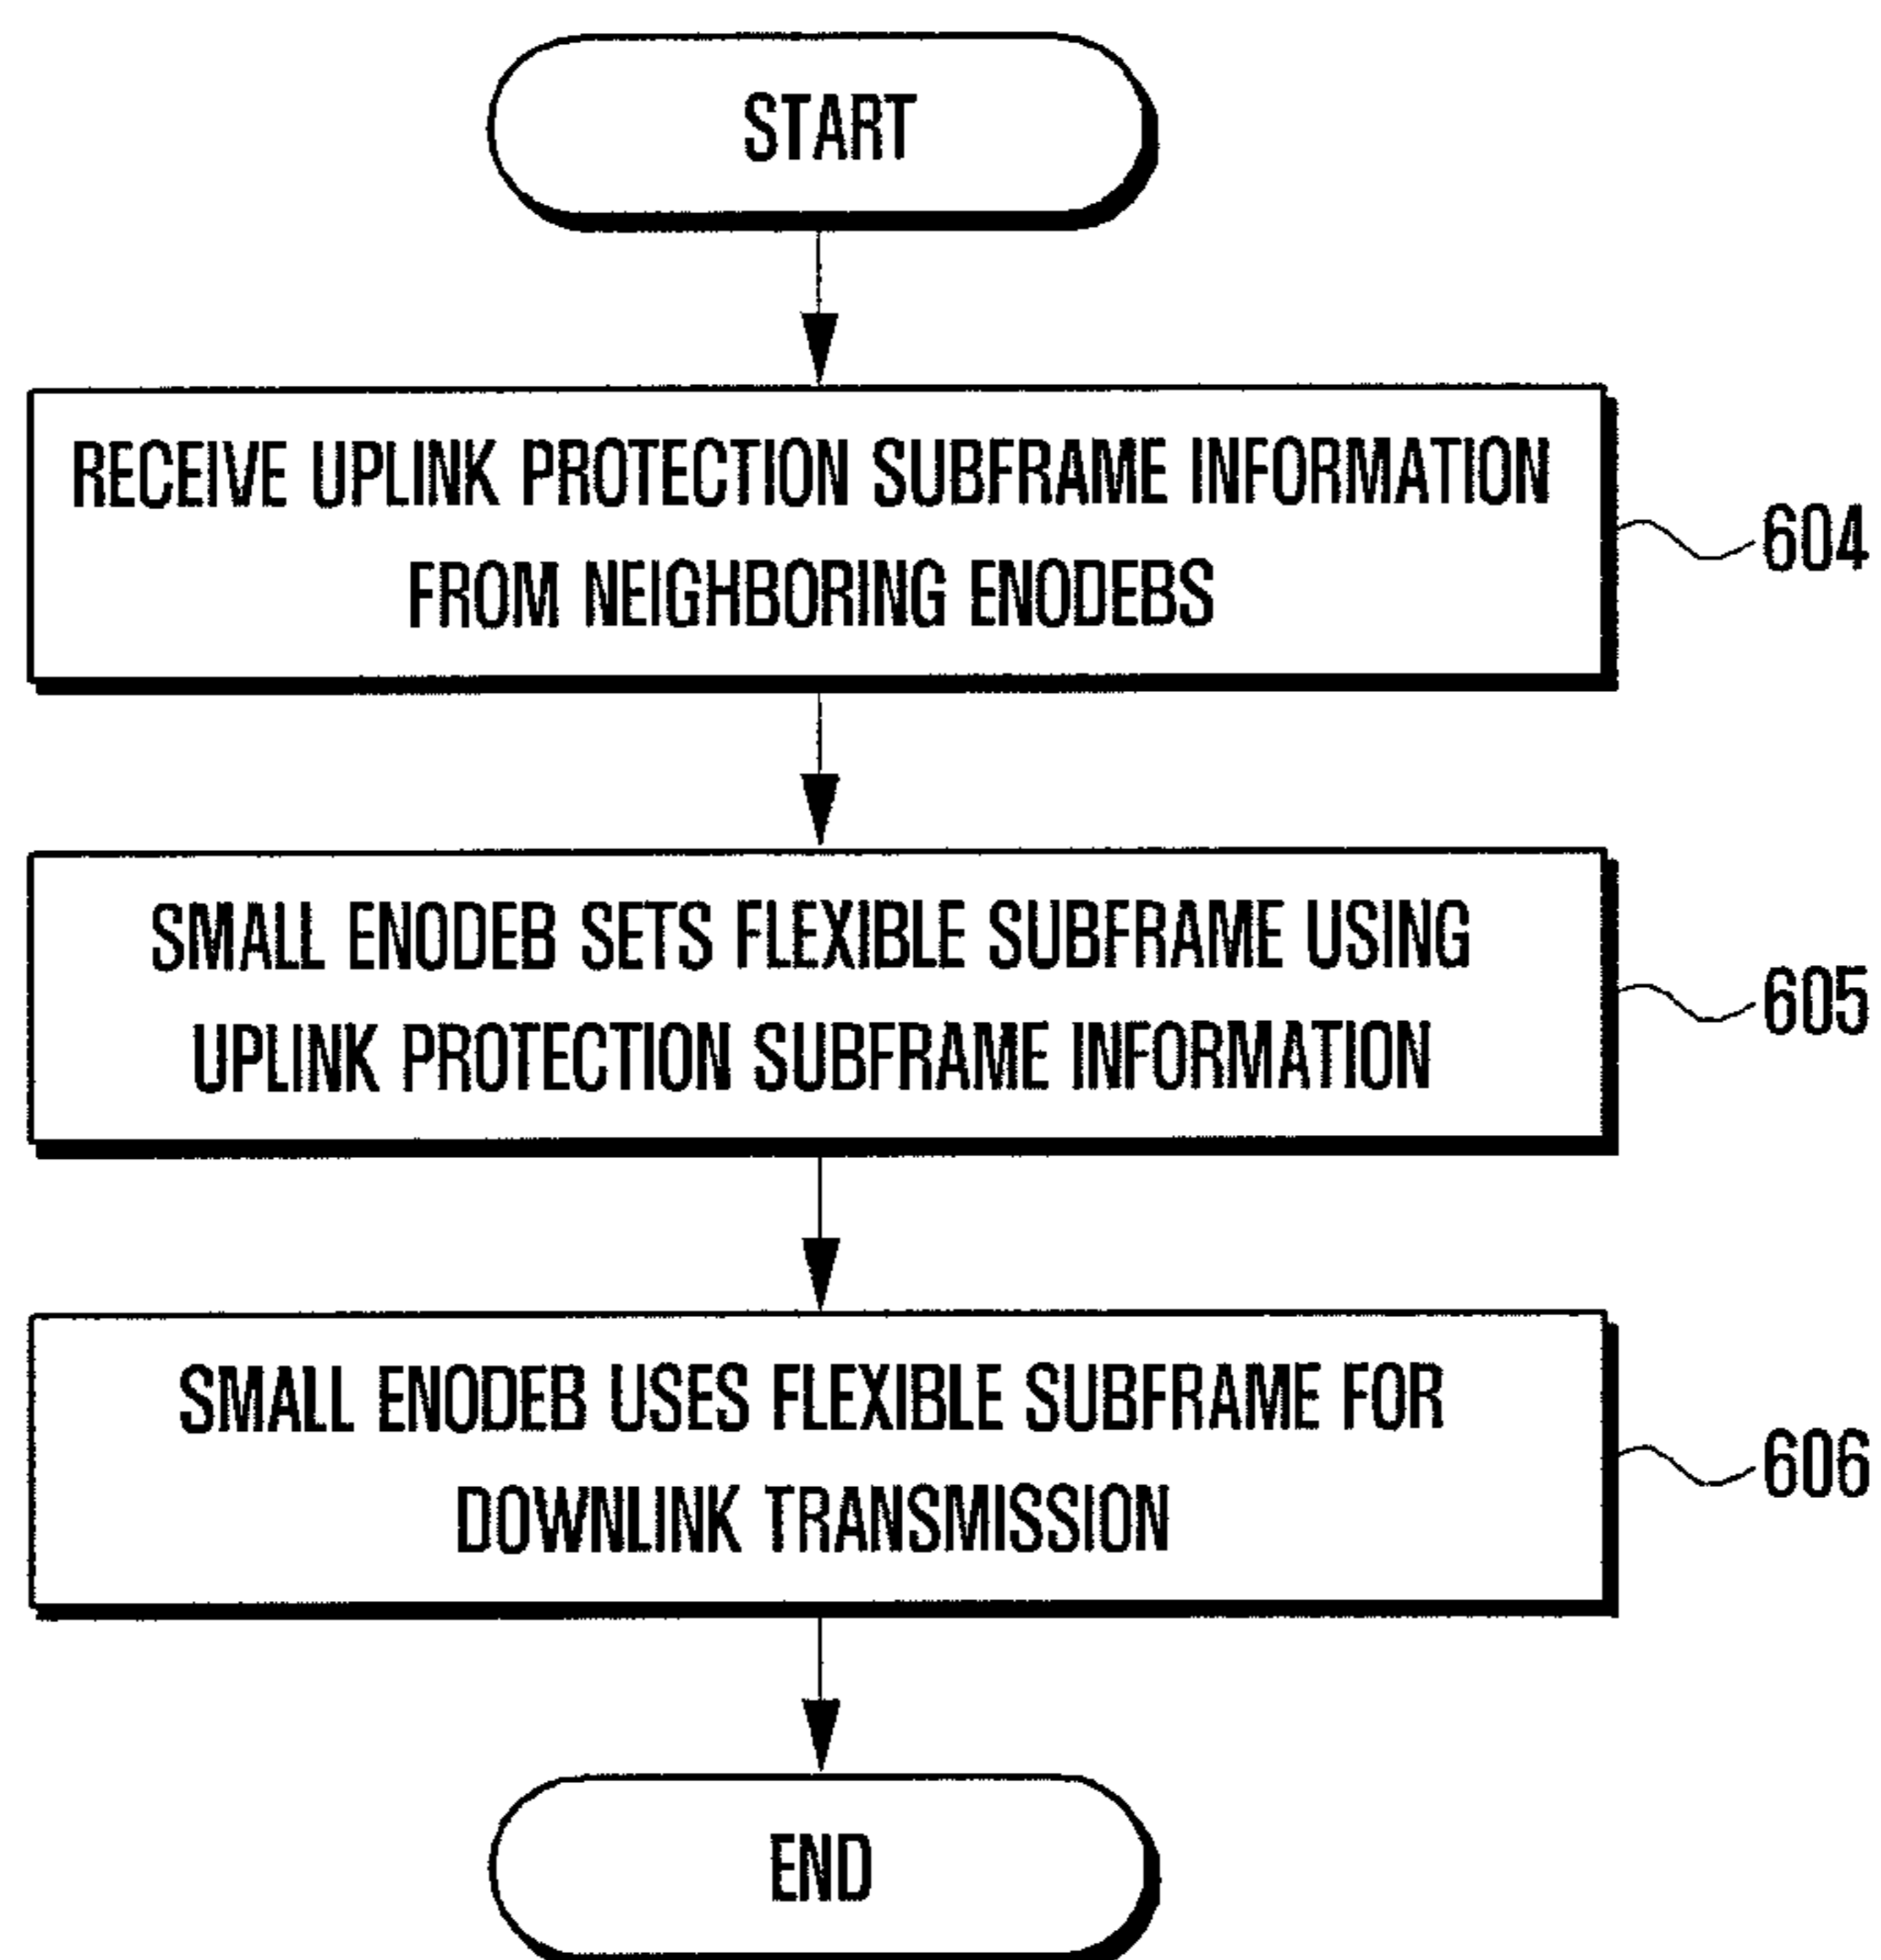 START
RECEIVE UPLINK PROTECTION SUBFRAME INFORMATION
FROM NEIGHBORING ENODEBS
604
SMALL ENODEB SETS FLEXIBLE SUBFRAME USING
UPLINK PROTECTION SUBFRAME INFORMATION
605
SMALL ENODEB USES FLEXIBLE SUBFRAME FOR
DOWNLINK TRANSMISSION
606
END